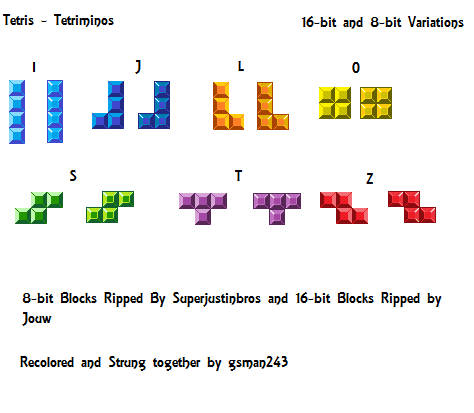 Tetris - Tetriminos
16-bit and 8-bit Variations
I
J
L
O
S
T
Z
8-bit Blocks Ripped By Superjustinbros and 16-bit Blocks Ripped by
Jouw
Recolored and Strung together by gsman243